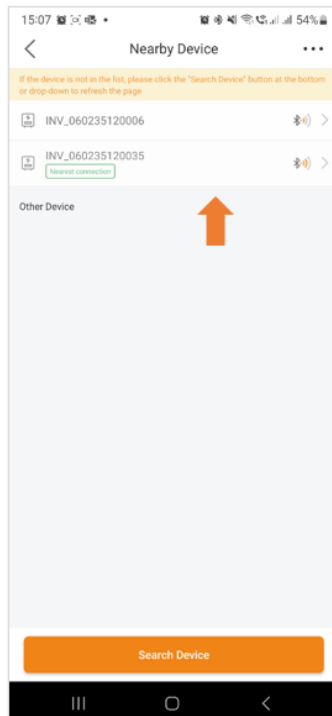 15:07 54%
Nearby Device
If the device is not in the list, please click the "Search Device" button at the bottom
or drop-down to refresh the page
INV_060235120006
INV_060235120035
Nearest connection
Other Device
Search Device